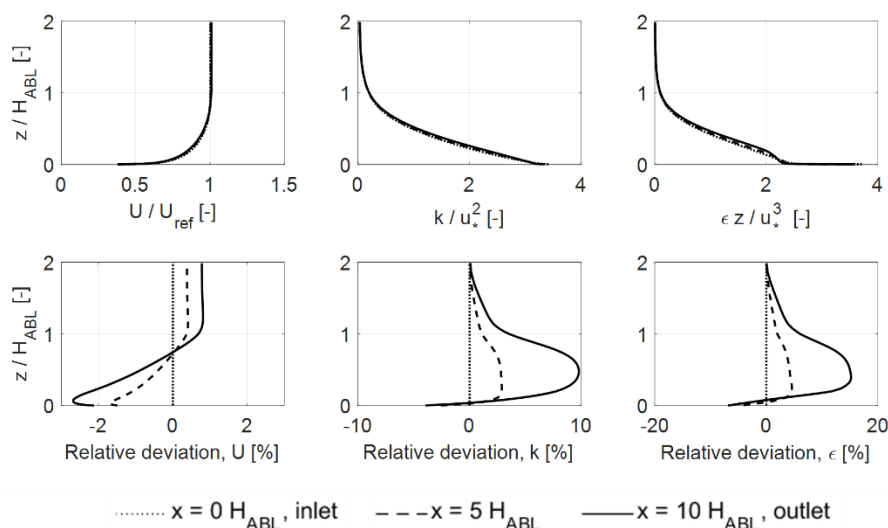 2
1
0
z / H_ABL [-]
0 0.5 1 1.5
U / U_ref [-]
2
1
0
0 2 4
k / u_*^2 [-]
2
1
0
0 2 4
ϵ z / u_*^3 [-]
2
1
0
z / H_ABL [-]
-2 0 2
Relative deviation, U [%]
2
1
0
-10 0 10
Relative deviation, k [%]
2
1
0
-20 0 20
Relative deviation, ϵ [%]
x = 0 H_ABL, inlet x = 5 H_ABL x = 10 H_ABL, outlet